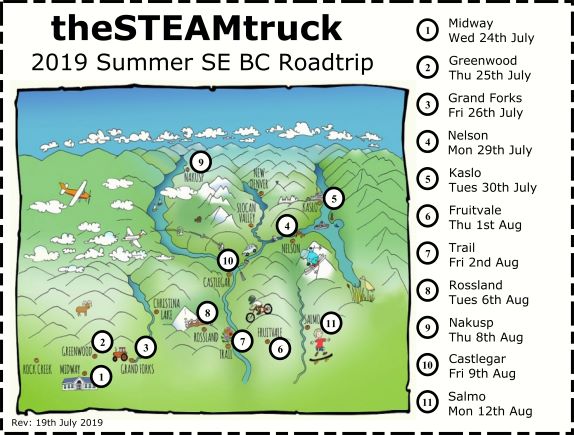 theSTEAMtruck
2019 Summer SE BC Roadtrip
1 Midway
Wed 24th July
2 Greenwood
Thu 25th July
3 Grand Forks
Fri 26th July
4 Nelson
Mon 29th July
5 Kaslo
Tues 30th July
6 Fruitvale
Thu 1st Aug
7 Trail
Fri 2nd Aug
8 Rossland
Tues 6th Aug
9 Nakusp
Thu 8th Aug
10 Castlegar
Fri 9th Aug
11 Salmo
Mon 12th Aug
9
NAKUSP
NEW
DENVER
SLOCAN
VALLEY
KASLO
5
4
NELSON
10
CASTLEGAR
CHRISTINA
LAKE
8
ROSSLAND
SALMO
11
7
TRAIL
FRUITVALE
6
GREENWOOD
2
3
GRAND FORKS
ROCK CREEK
MIDWAY
1
Rev: 19th July 2019